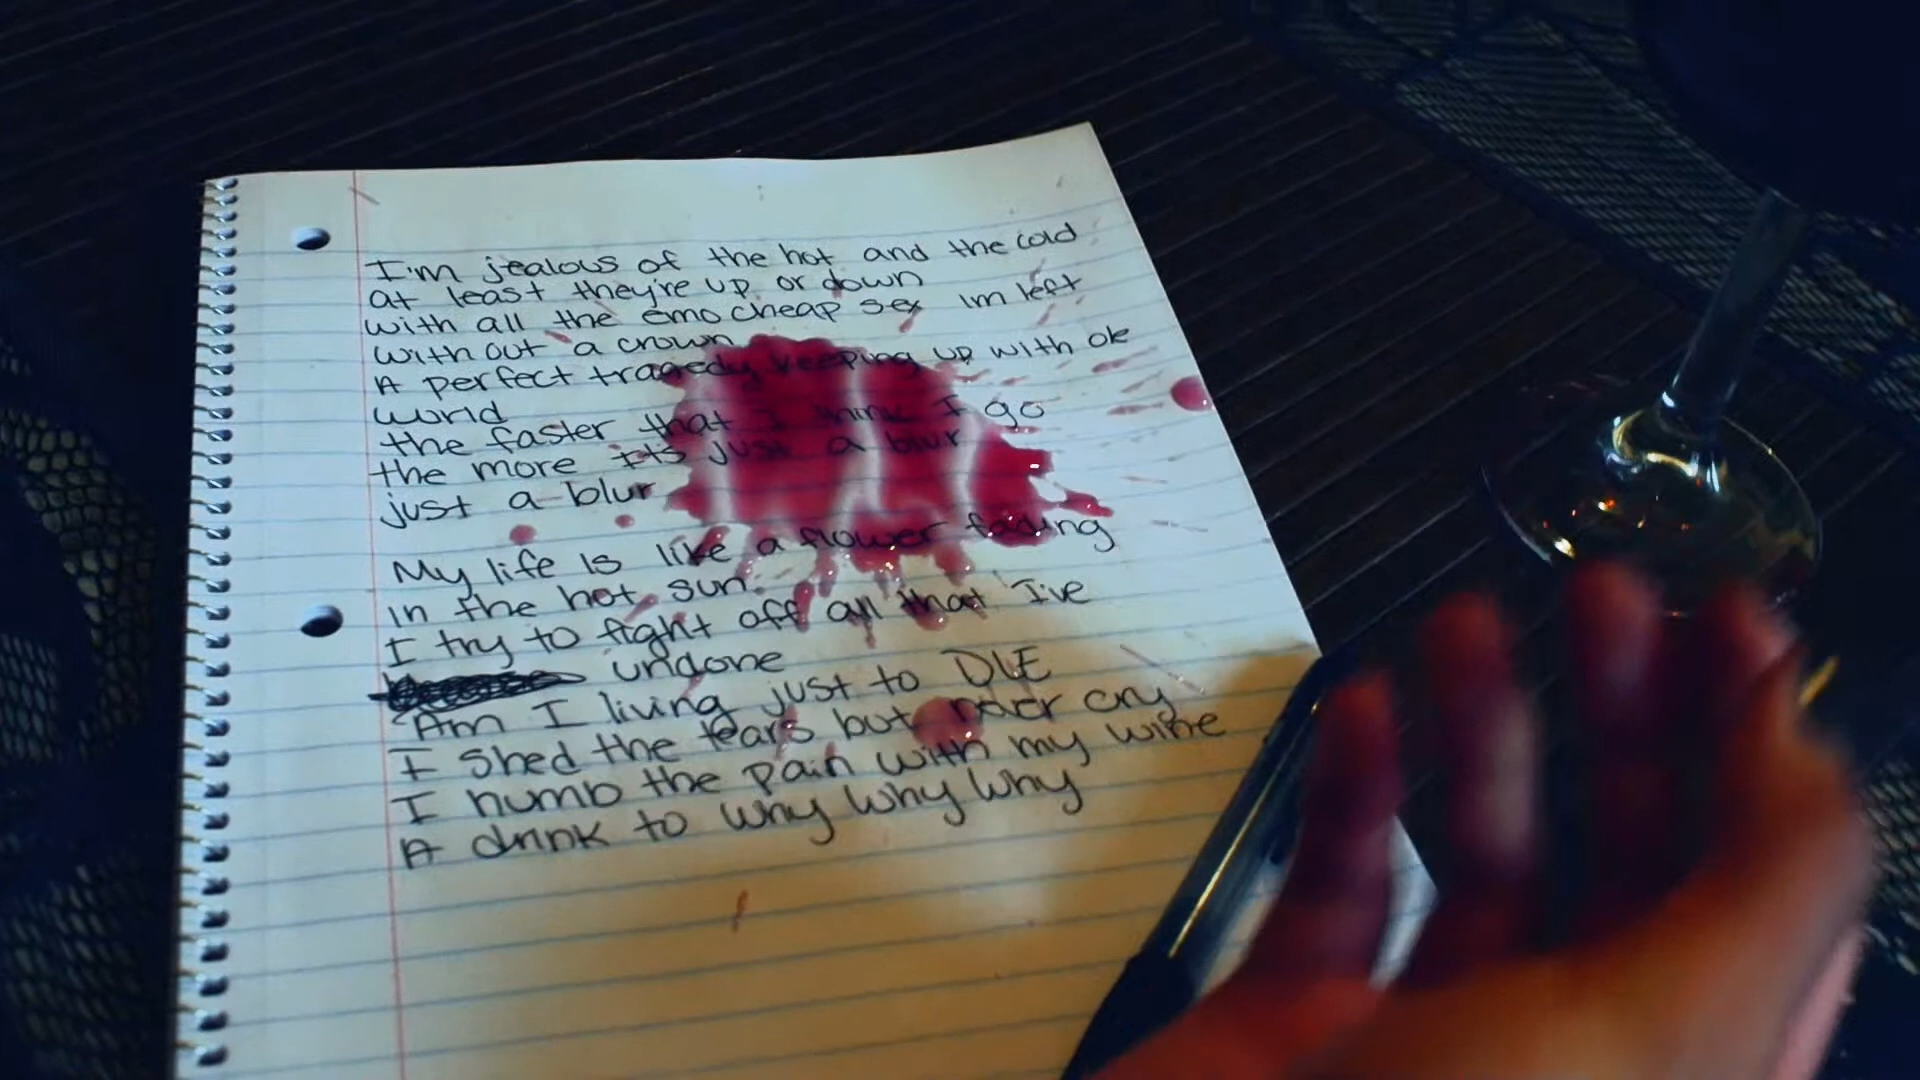 I'm jealous of the hot and the cold
at least they're up or down
with all the emo cheap sex Im left
with out a crown
A perfect tragedy keeping up with ok
world
the faster that I think I go
the more its just a blur
just a blur
My life is like a flower fading
in the hot sun.
I try to fight off all that I've
undone
Am I living just to DIE
I shed the tears but never cry
I numb the pain with my wine
A drink to why why why